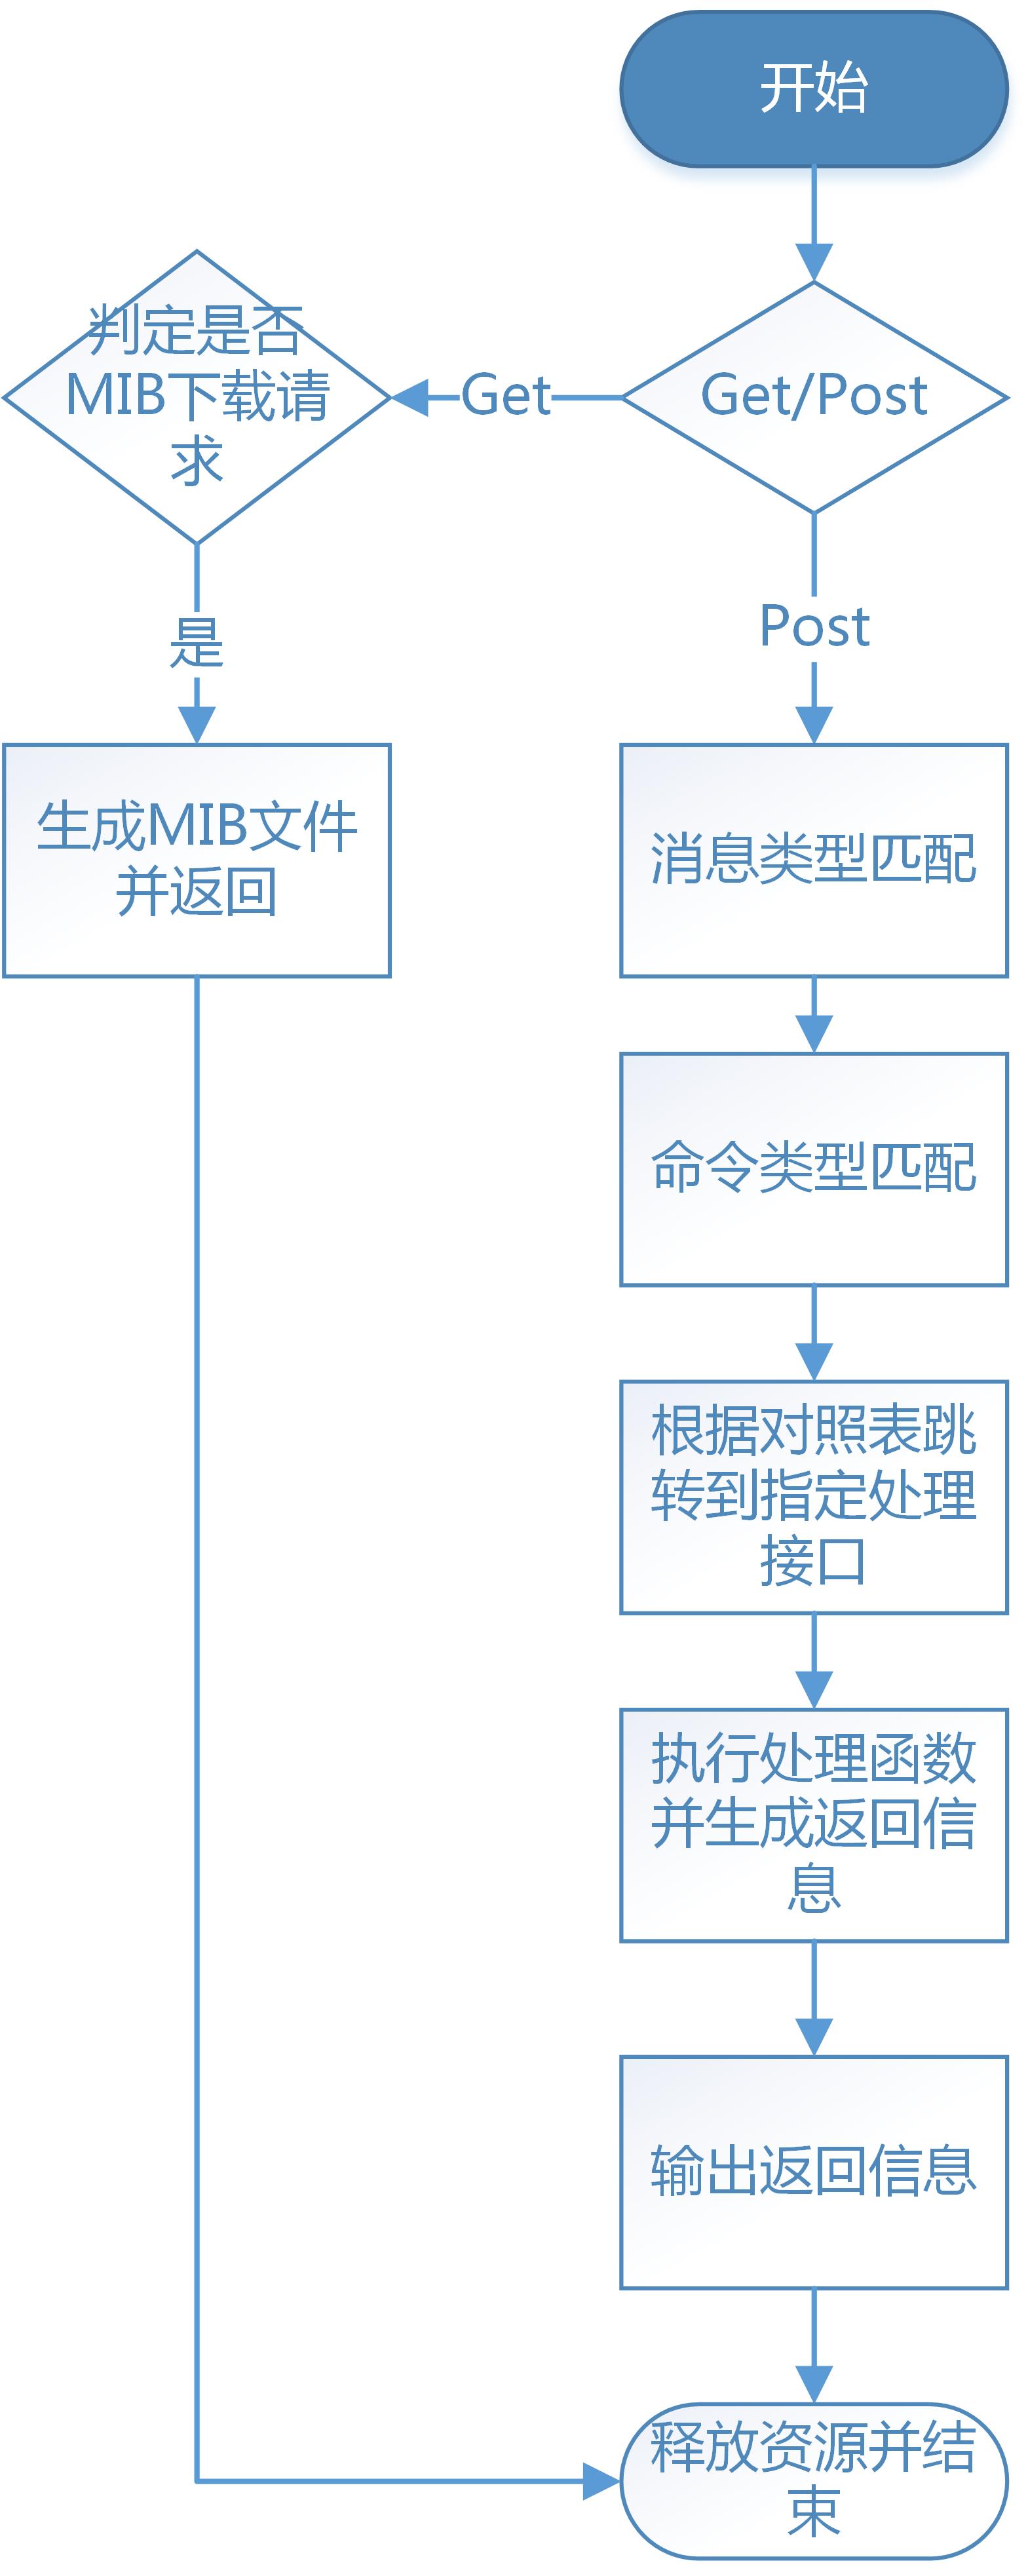 开始
Get/Post
Get
判定是否
MIB下载请
求
是
生成MIB文件
并返回
Post
消息类型匹配
命令类型匹配
根据对照表跳
转到指定处理
接口
执行处理函数
并生成返回信
息
输出返回信息
释放资源并结
束